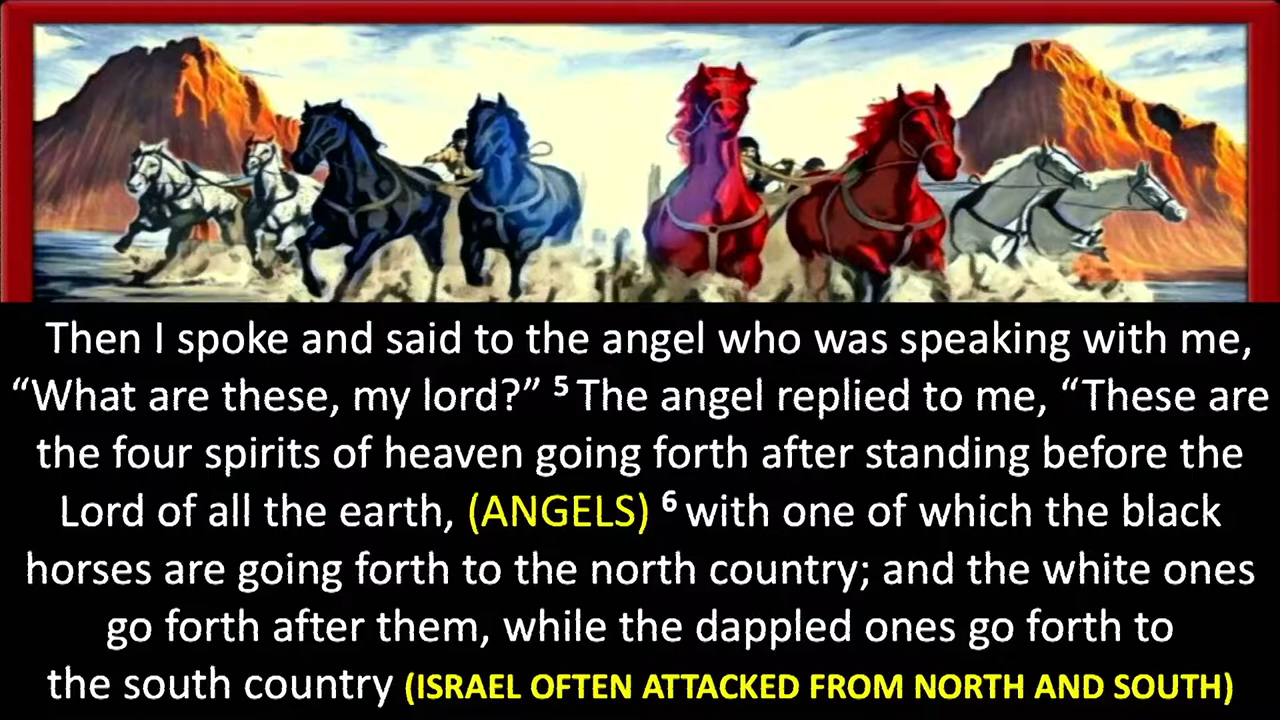 Then I spoke and said to the angel who was speaking with me,
“What are these, my lord?” ⁵ The angel replied to me, “These are
the four spirits of heaven going forth after standing before the
Lord of all the earth, (ANGELS) ⁶ with one of which the black
horses are going forth to the north country; and the white ones
go forth after them, while the dappled ones go forth to
the south country (ISRAEL OFTEN ATTACKED FROM NORTH AND SOUTH)